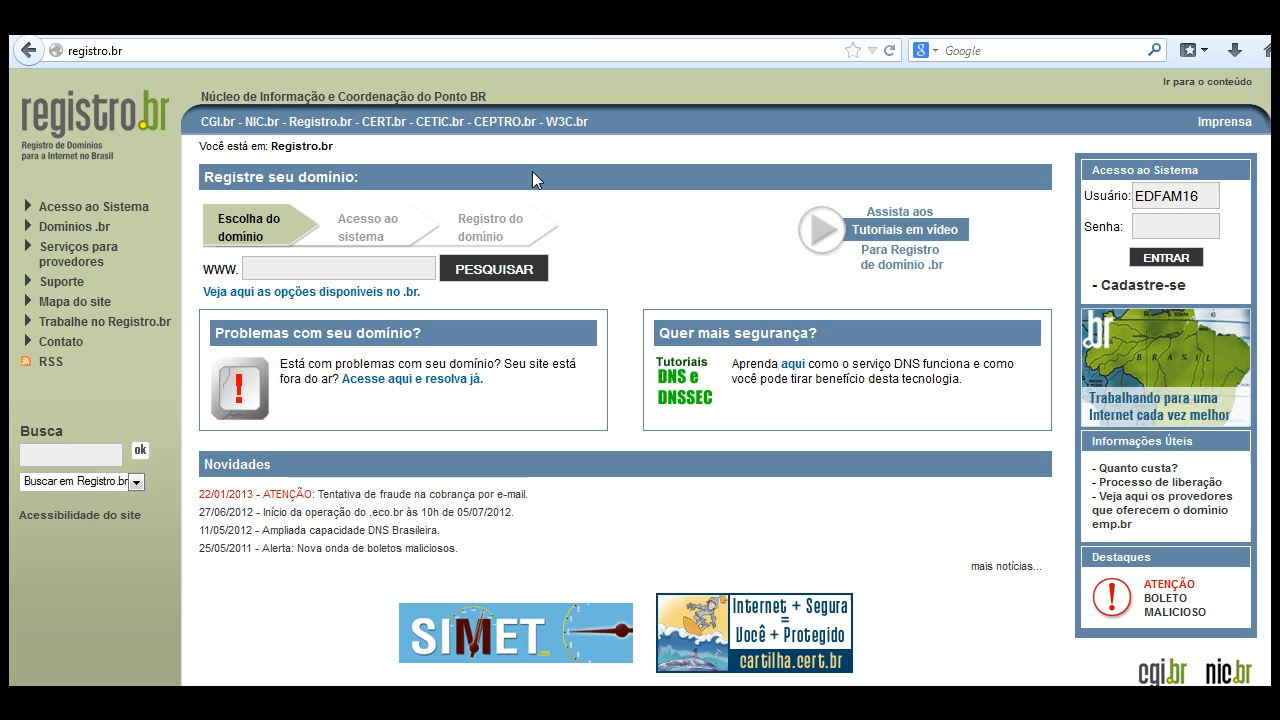 registro.br
Google
Ir para o conteúdo
registro.br
Registro de Domínios
para a Internet no Brasil
Núcleo de Informação e Coordenação do Ponto BR
CGI.br - NIC.br - Registro.br - CERT.br - CETIC.br - CEPTRO.br - W3C.br
Imprensa
Você está em: Registro.br
Acesso ao Sistema
Domínios .br
Serviços para
provedores
Suporte
Mapa do site
Trabalhe no Registro.br
Contato
RSS
Busca
ok
Buscar em Registro.br
Acessibilidade do site
Registre seu domínio:
Escolha do
domínio
Acesso ao
sistema
Registro do
domínio
www.
PESQUISAR
Veja aqui as opções disponíveis no .br.
Assista aos
Tutoriais em vídeo
Para Registro
de domínio .br
Problemas com seu domínio?
Está com problemas com seu domínio? Seu site está
fora do ar? Acesse aqui e resolva já.
Quer mais segurança?
Tutoriais
DNS e
DNSSEC
Aprenda aqui como o serviço DNS funciona e como
você pode tirar benefício desta tecnologia.
Novidades
22/01/2013 - ATENÇÃO: Tentativa de fraude na cobrança por e-mail.
27/06/2012 - Início da operação do .eco.br às 10h de 05/07/2012.
11/05/2012 - Ampliada capacidade DNS Brasileira.
25/05/2011 - Alerta: Nova onda de boletos maliciosos.
mais notícias...
SIMET
Internet + Segura
=
Você + Protegido
cartilha.cert.br
Acesso ao Sistema
Usuário: EDFAM16
Senha:
ENTRAR
- Cadastre-se
.br
BRASIL
Trabalhando para uma
Internet cada vez melhor
Informações Úteis
- Quanto custa?
- Processo de liberação
- Veja aqui os provedores
que oferecem o domínio
emp.br
Destaques
ATENÇÃO
BOLETO
MALICIOSO
cgi.br nic.br